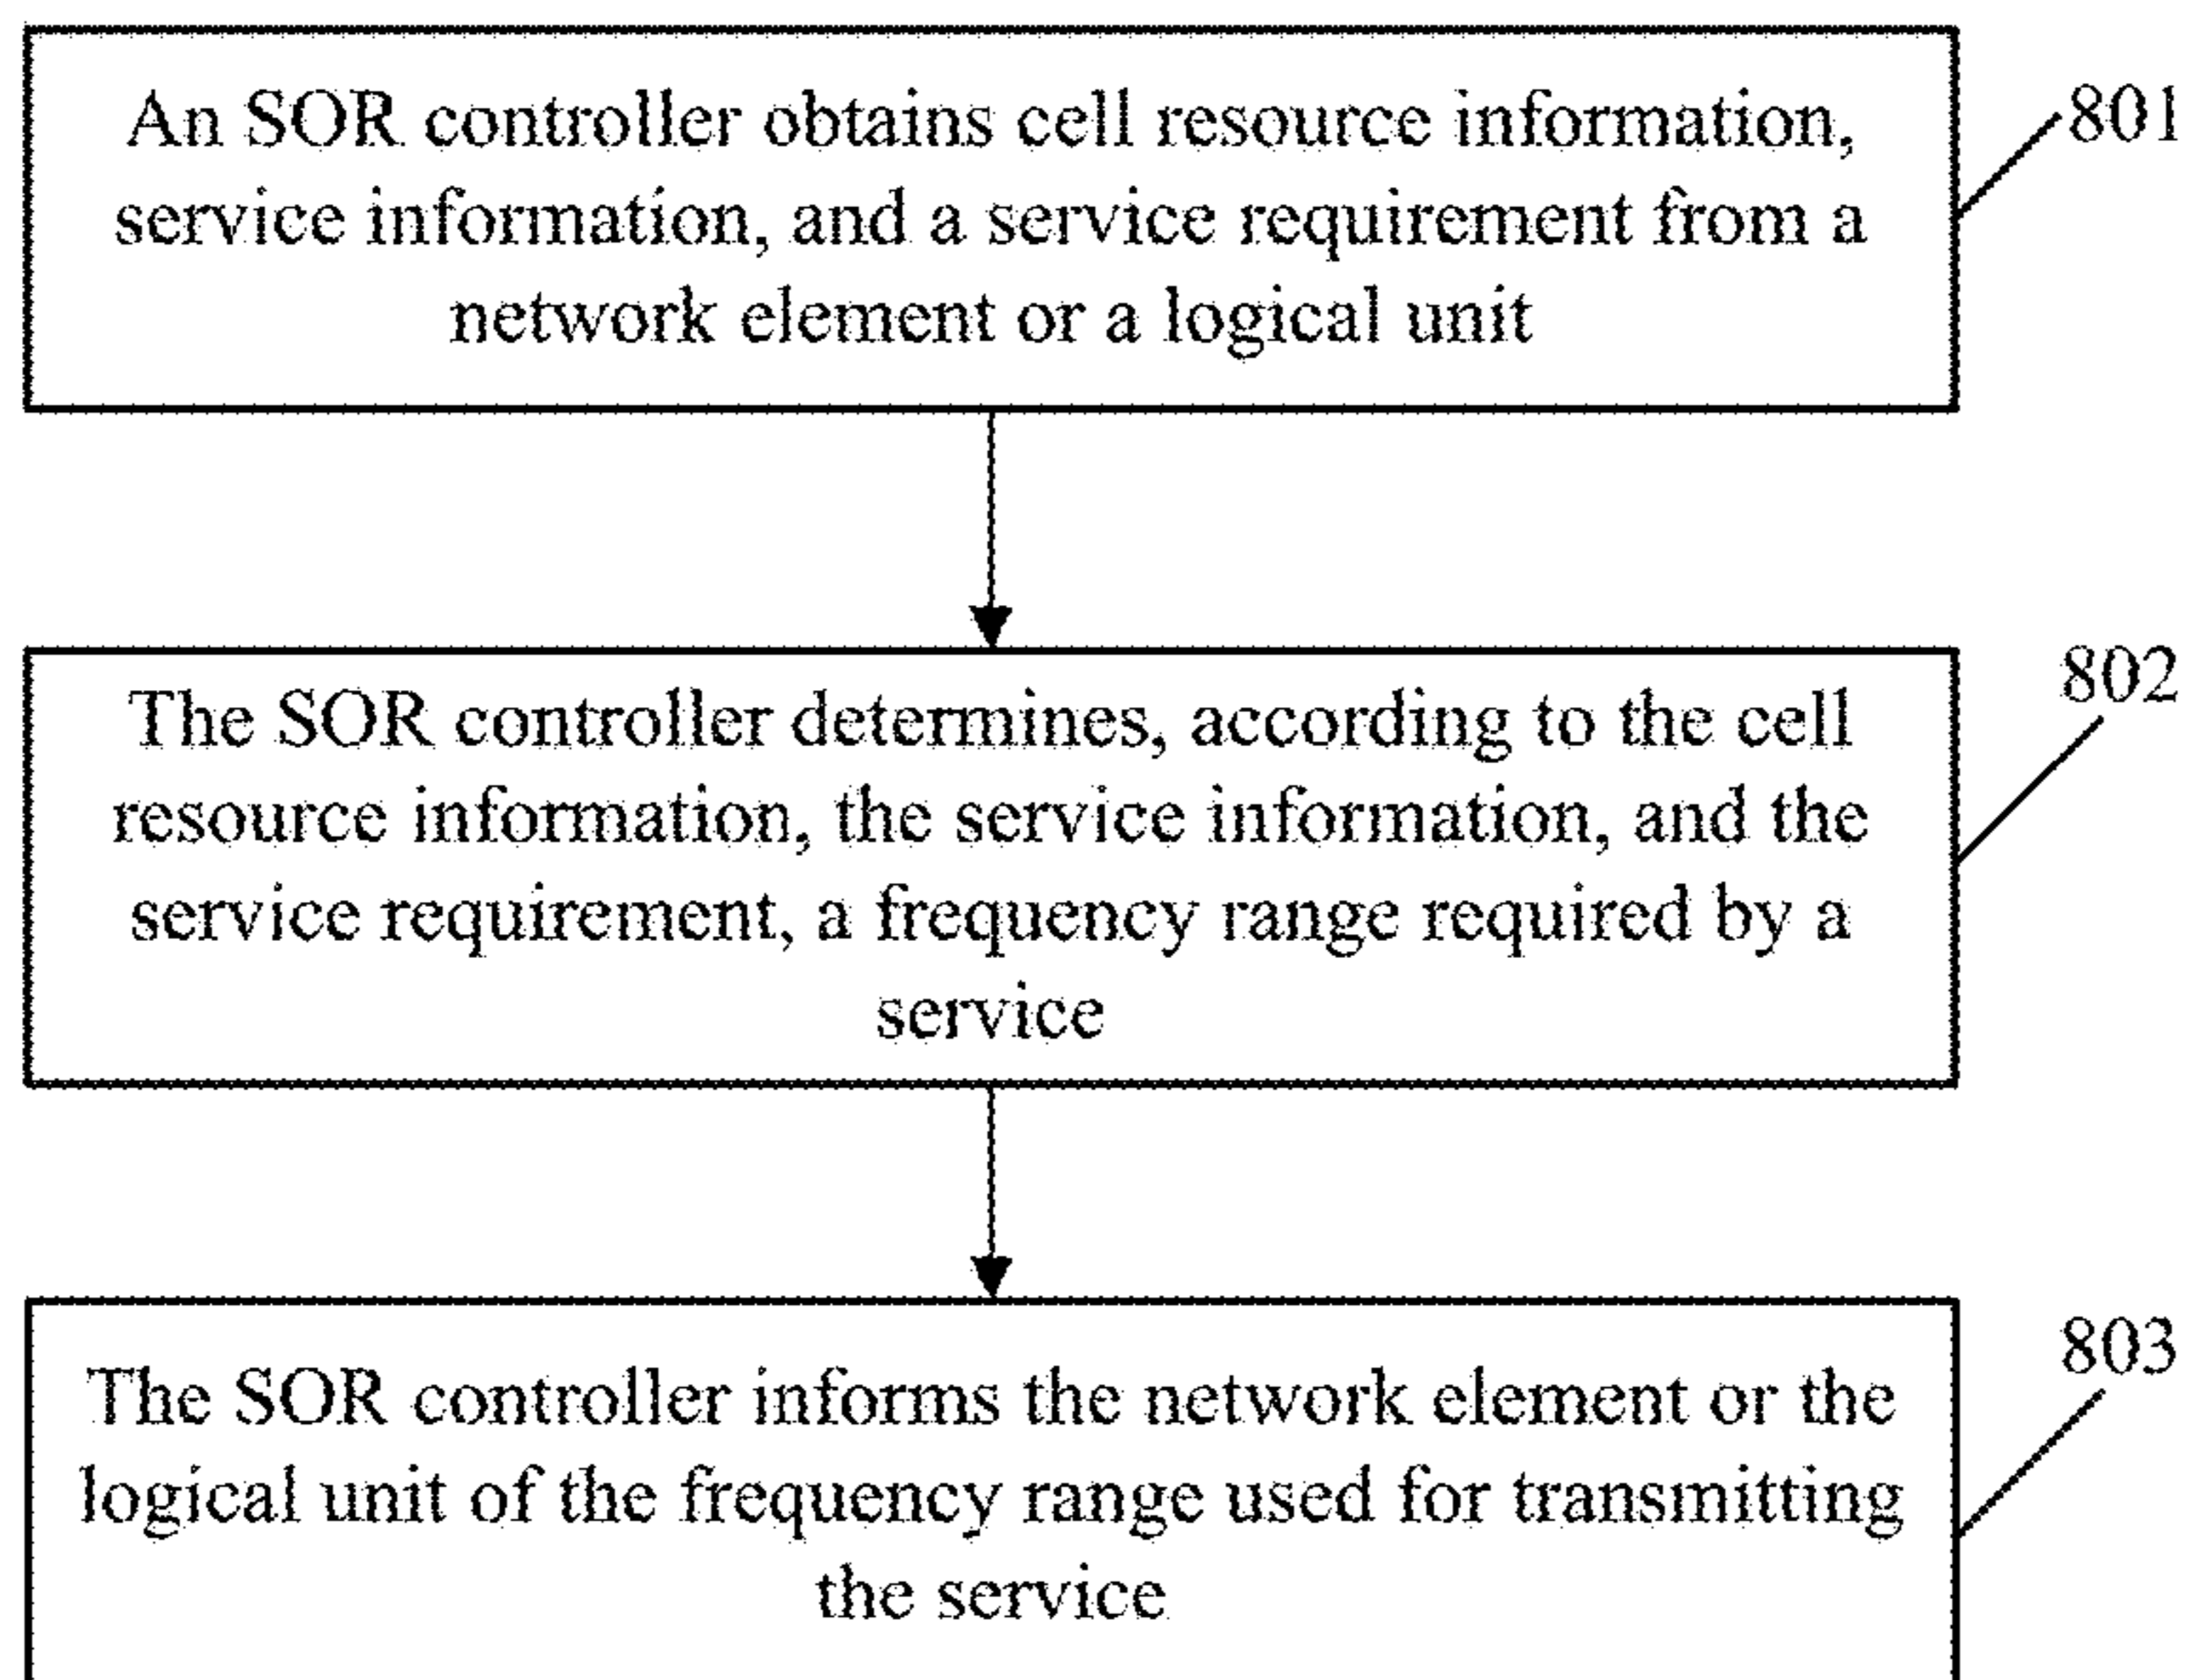 An SOR controller obtains cell resource information,
service information, and a service requirement from a
network element or a logical unit
801
The SOR controller determines, according to the cell
resource information, the service information, and the
service requirement, a frequency range required by a
service
802
The SOR controller informs the network element or the
logical unit of the frequency range used for transmitting
the service
803